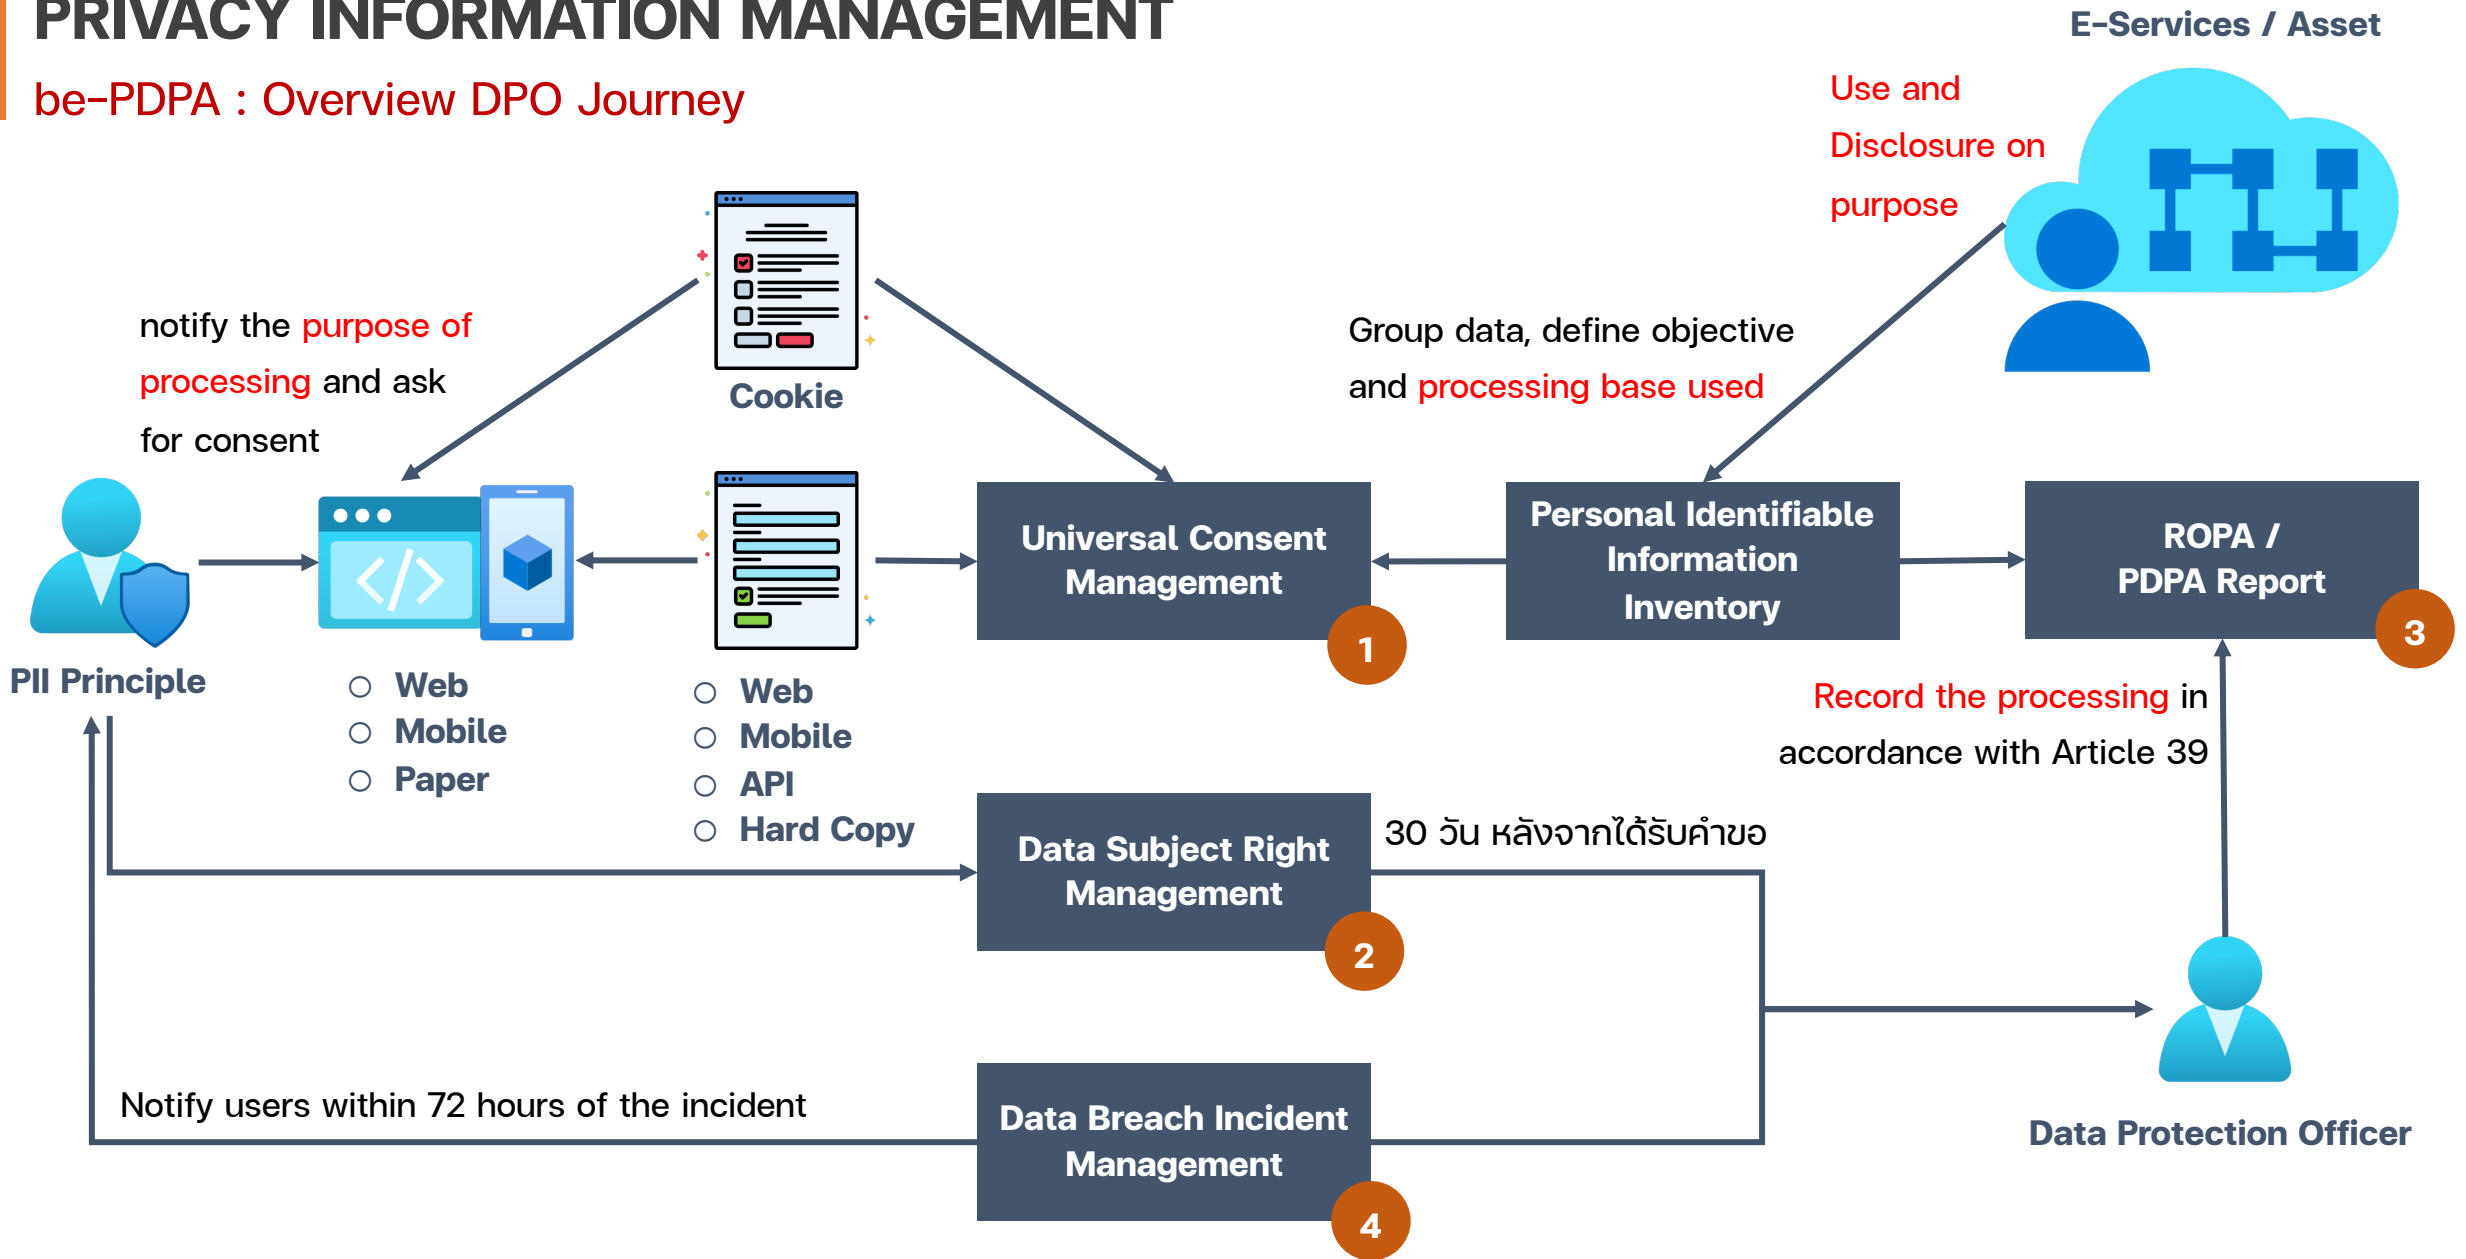 PRIVACY INFORMATION MANAGEMENT
be-PDPA : Overview DPO Journey
E-Services / Asset
Use and
Disclosure on
purpose
notify the purpose of
processing and ask
for consent
Cookie
Group data, define objective
and processing base used
PII Principle
Web
Mobile
Paper
Web
Mobile
API
Hard Copy
Universal Consent
Management
1
Personal Identifiable
Information
Inventory
ROPA /
PDPA Report
3
Record the processing in
accordance with Article 39
Data Subject Right
Management
2
30 วัน หลังจากได้รับคำขอ
Notify users within 72 hours of the incident
Data Breach Incident
Management
4
Data Protection Officer